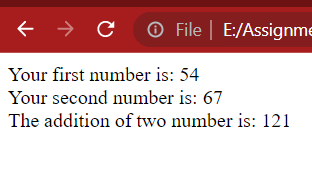 File | E:/Assignme
Your first number is: 54
Your second number is: 67
The addition of two number is: 121